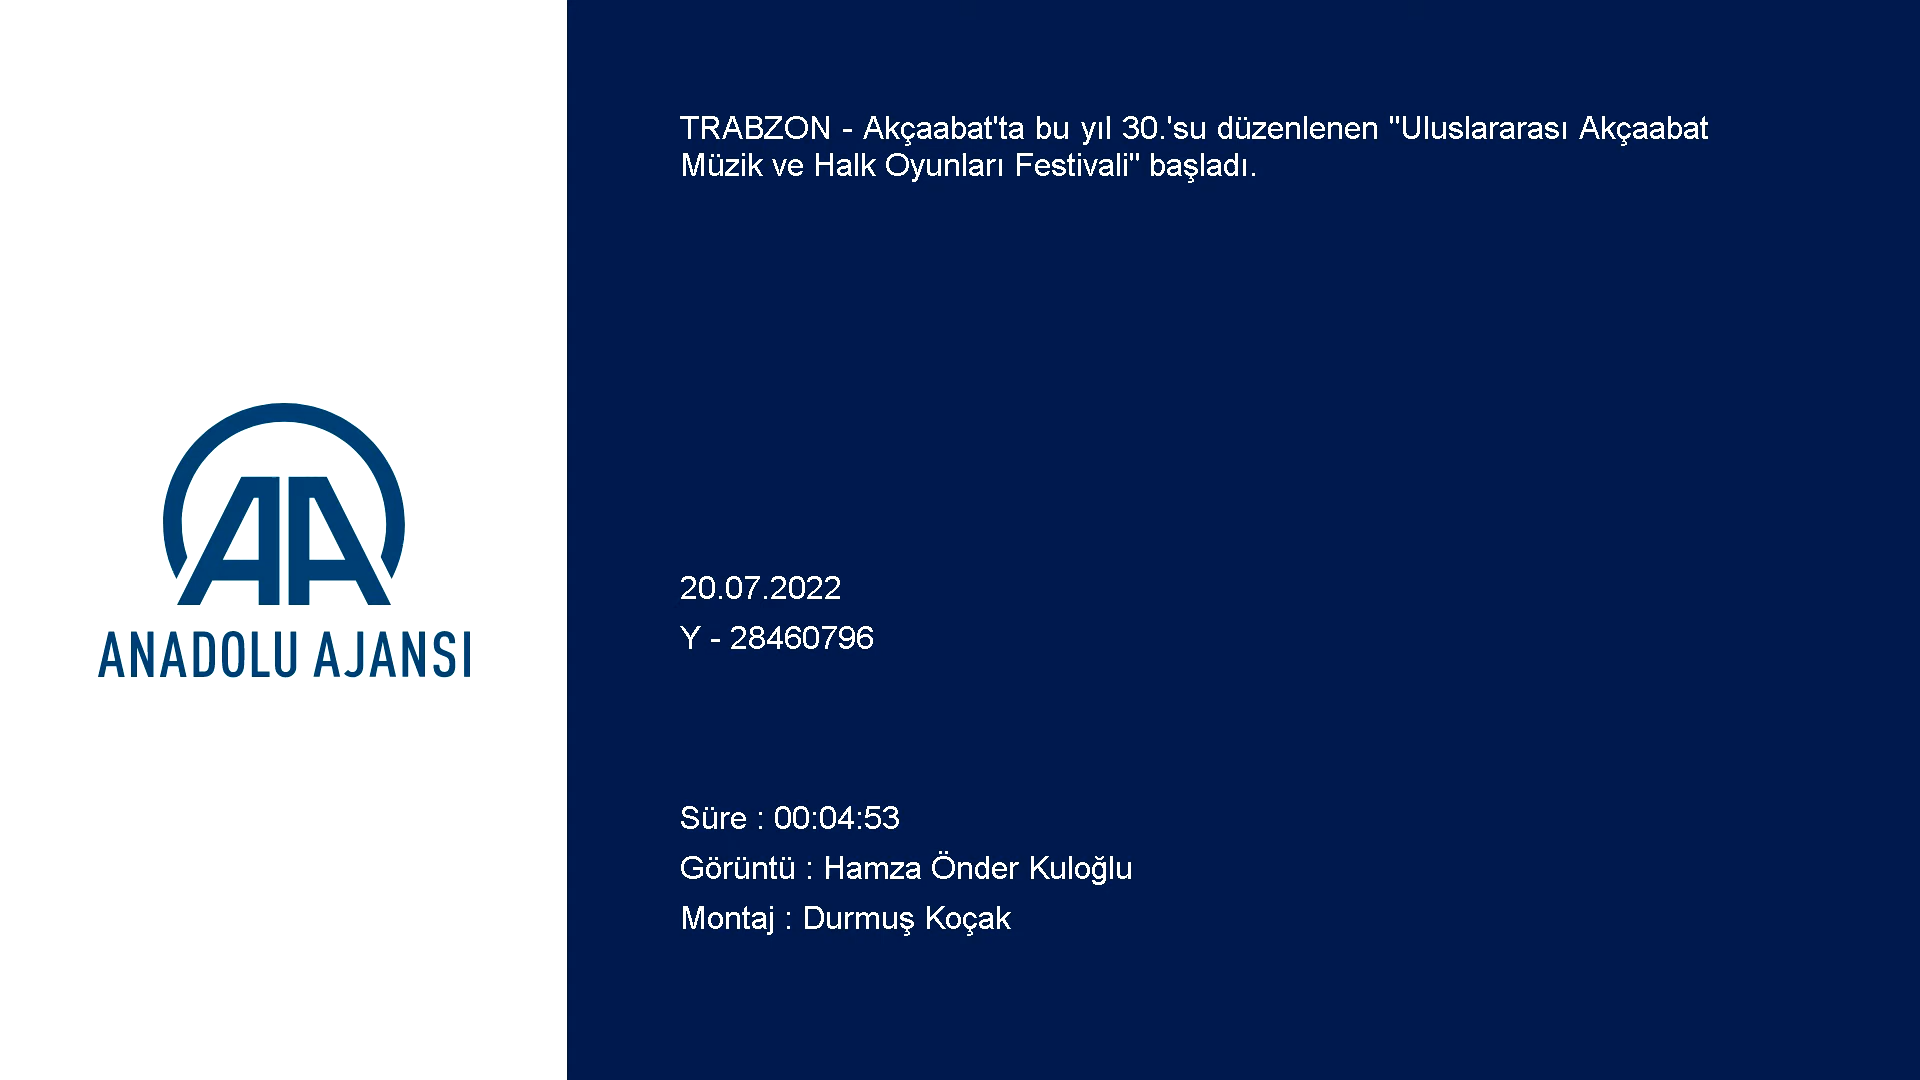 TRABZON - Akçaabat'ta bu yıl 30.'su düzenlenen "Uluslararası Akçaabat
Müzik ve Halk Oyunları Festivali" başladı.
AA
ANADOLU AJANSI
20.07.2022
Y - 28460796
Süre : 00:04:53
Görüntü : Hamza Önder Kuloğlu
Montaj : Durmuş Koçak